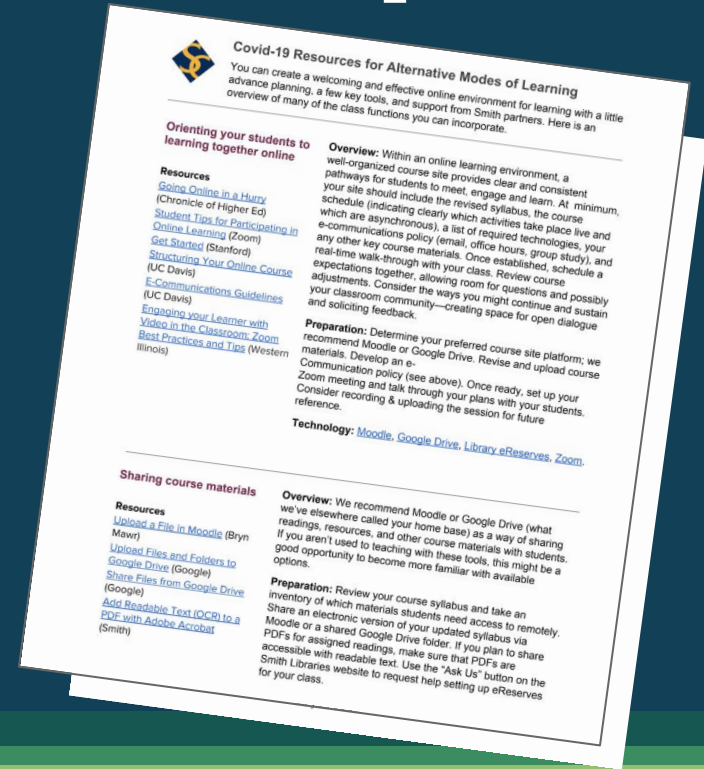 Covid-19 Resources for Alternative Modes of Learning
You can create a welcoming and effective online environment for learning with a little
advance planning, a few key tools, and support from Smith partners. Here is an
overview of many of the class functions you can incorporate.
Orienting your students to
learning together online
Resources
Going Online in a Hurry
(Chronicle of Higher Ed)
Student Tips for Participating in
Online Learning (Zoom)
Get Started (Stanford)
Structuring Your Online Course
(UC Davis)
E-Communications Guidelines
(UC Davis)
Engaging your Learner with
Video in the Classroom: Zoom
Best Practices and Tips (Western
Illinois)
Overview: Within an online learning environment, a
well-organized course site provides clear and consistent
pathways for students to meet, engage and learn. At minimum,
your site should include the revised syllabus, the course
schedule (indicating clearly which activities take place live and
which are asynchronous), a list of required technologies, your
e-communications policy (email, office hours, group study), and
any other key course materials. Once established, schedule a
real-time walk-through with your class. Review course
expectations together, allowing room for questions and possibly
adjustments. Consider the ways you might continue and sustain
your classroom community—creating space for open dialogue
and soliciting feedback.
Preparation: Determine your preferred course site platform; we
recommend Moodle or Google Drive. Revise and upload course
materials. Develop an e-
Communication policy (see above). Once ready, set up your
Zoom meeting and talk through your plans with your students.
Consider recording & uploading the session for future
reference.
Technology: Moodle, Google Drive, Library eReserves, Zoom.
Sharing course materials
Resources
Upload a File in Moodle (Bryn
Mawr)
Upload Files and Folders to
Google Drive (Google)
Share Files from Google Drive
(Google)
Add Readable Text (OCR) to a
PDF with Adobe Acrobat
(Smith)
Overview: We recommend Moodle or Google Drive (what
we've elsewhere called your home base) as a way of sharing
readings, resources, and other course materials with students.
If you aren't used to teaching with these tools, this might be a
good opportunity to become more familiar with available
options.
Preparation: Review your course syllabus and take an
inventory of which materials students need access to remotely.
Share an electronic version of your updated syllabus via
Moodle or a shared Google Drive folder. If you plan to share
PDFs for assigned readings, make sure that PDFs are
accessible with readable text. Use the "Ask Us" button on the
Smith Libraries website to request help setting up eReserves
for your class.